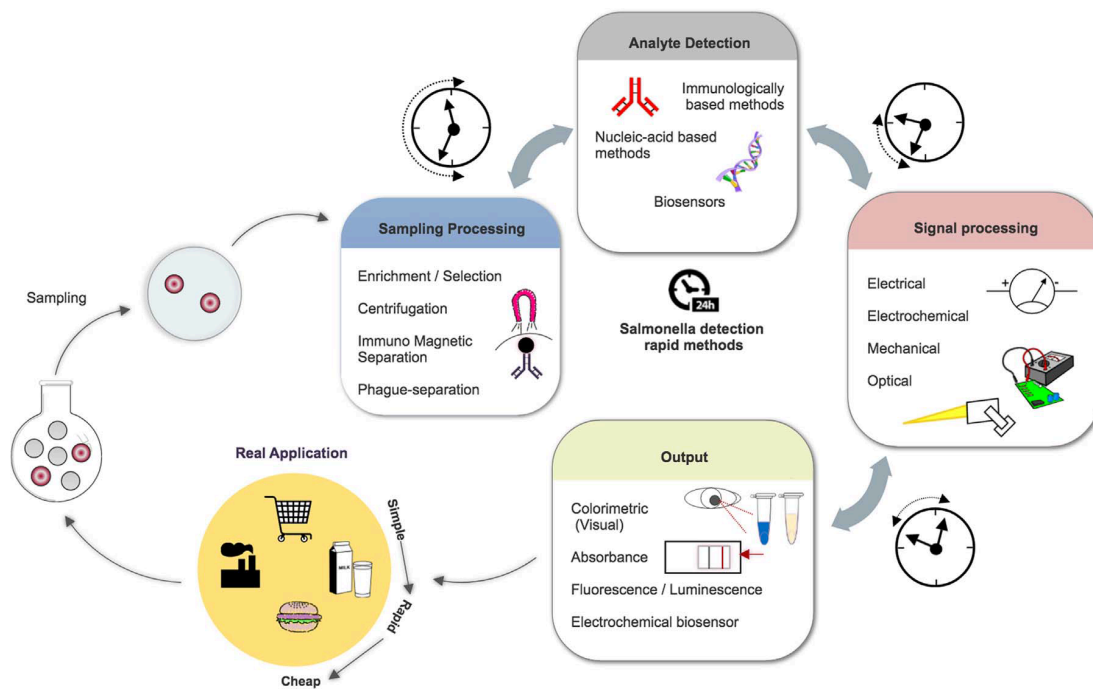 Analyte Detection
Immunologically
based methods
Nucleic-acid based
methods
Biosensors
Sampling Processing
Enrichment / Selection
Centrifugation
Immuno Magnetic
Separation
Phague-separation
Signal processing
Electrical
Electrochemical
Mechanical
Optical
+
-
24h
Salmonella detection
rapid methods
Sampling
Real Application
MILK
Simple
Rapid
Cheap
Output
Colorimetric
(Visual)
Absorbance
Fluorescence / Luminescence
Electrochemical biosensor